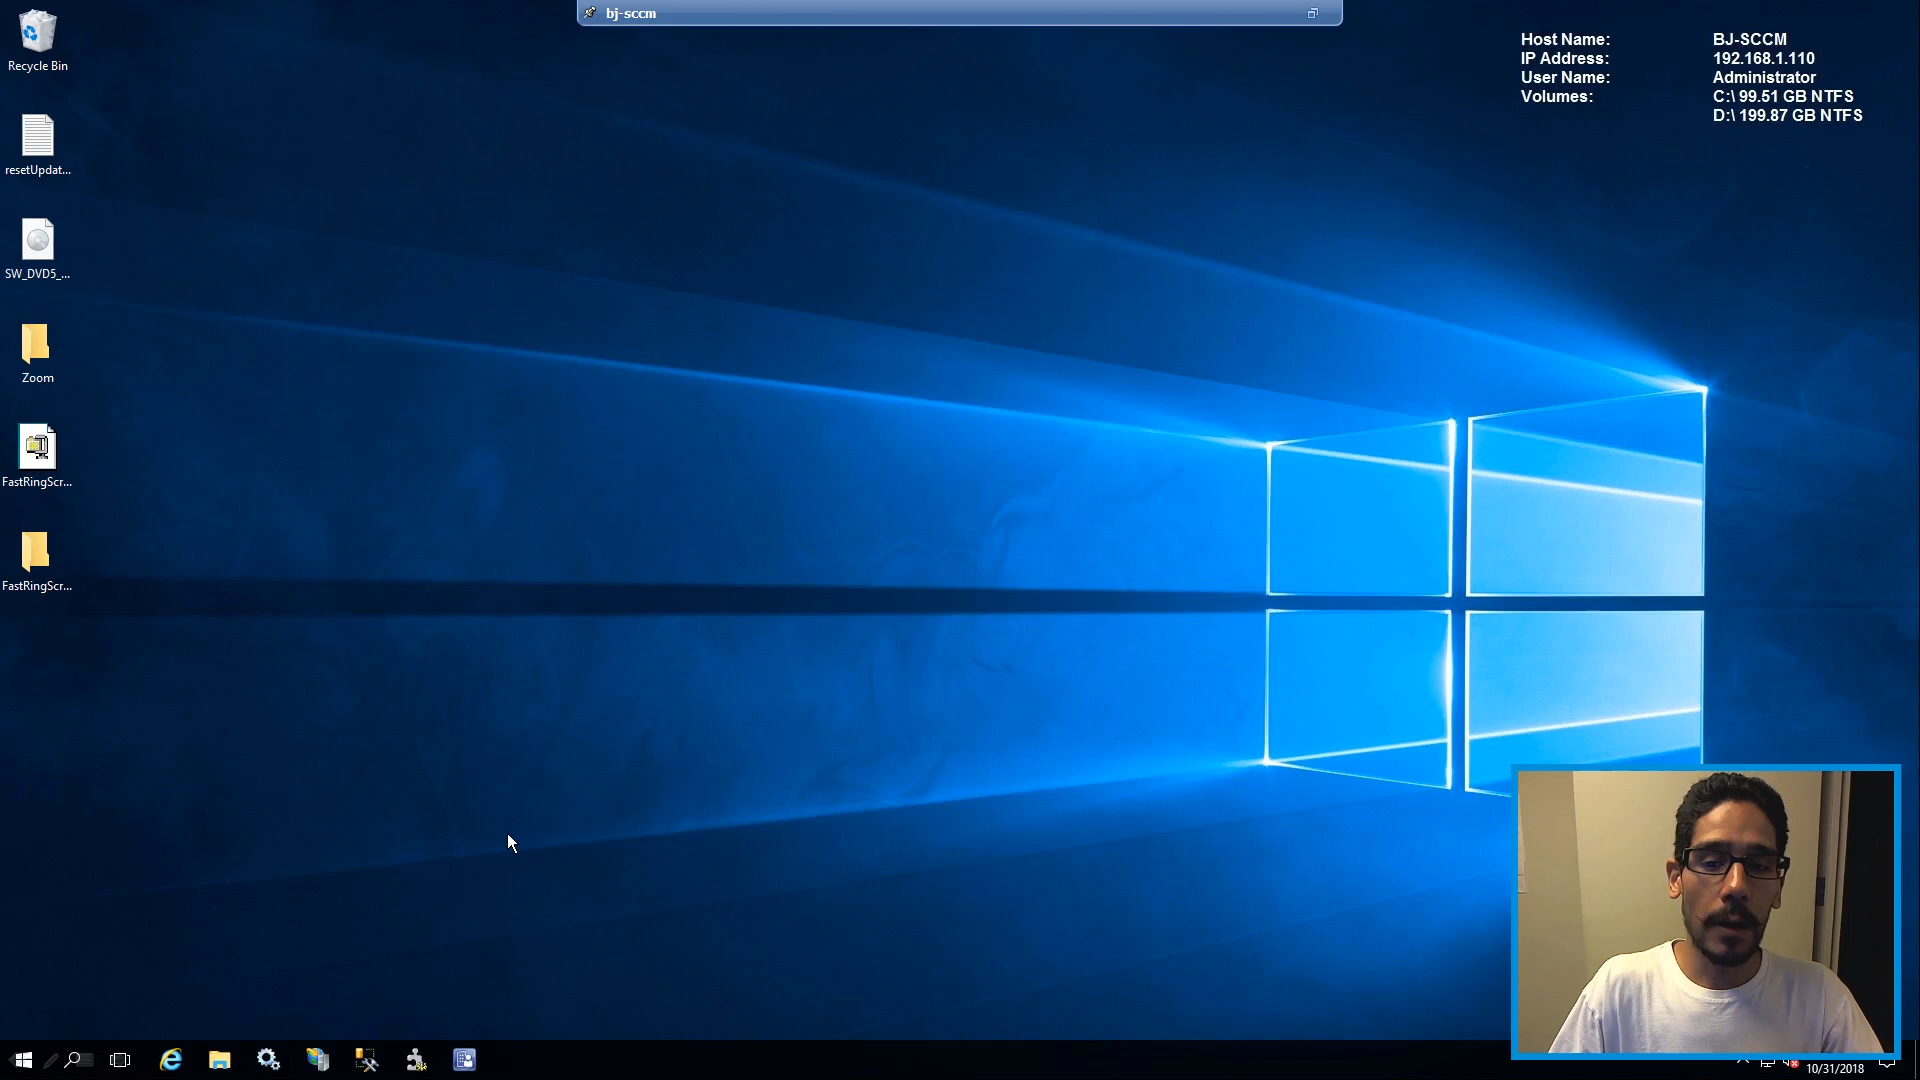 bj-sccm
Host Name: BJ-SCCM
IP Address: 192.168.1.110
User Name: Administrator
Volumes: C:\ 99.51 GB NTFS
D:\ 199.87 GB NTFS
Recycle Bin
resetUpdat...
SW_DVD5_...
Zoom
FastRingScr...
FastRingScr...
10/31/2018